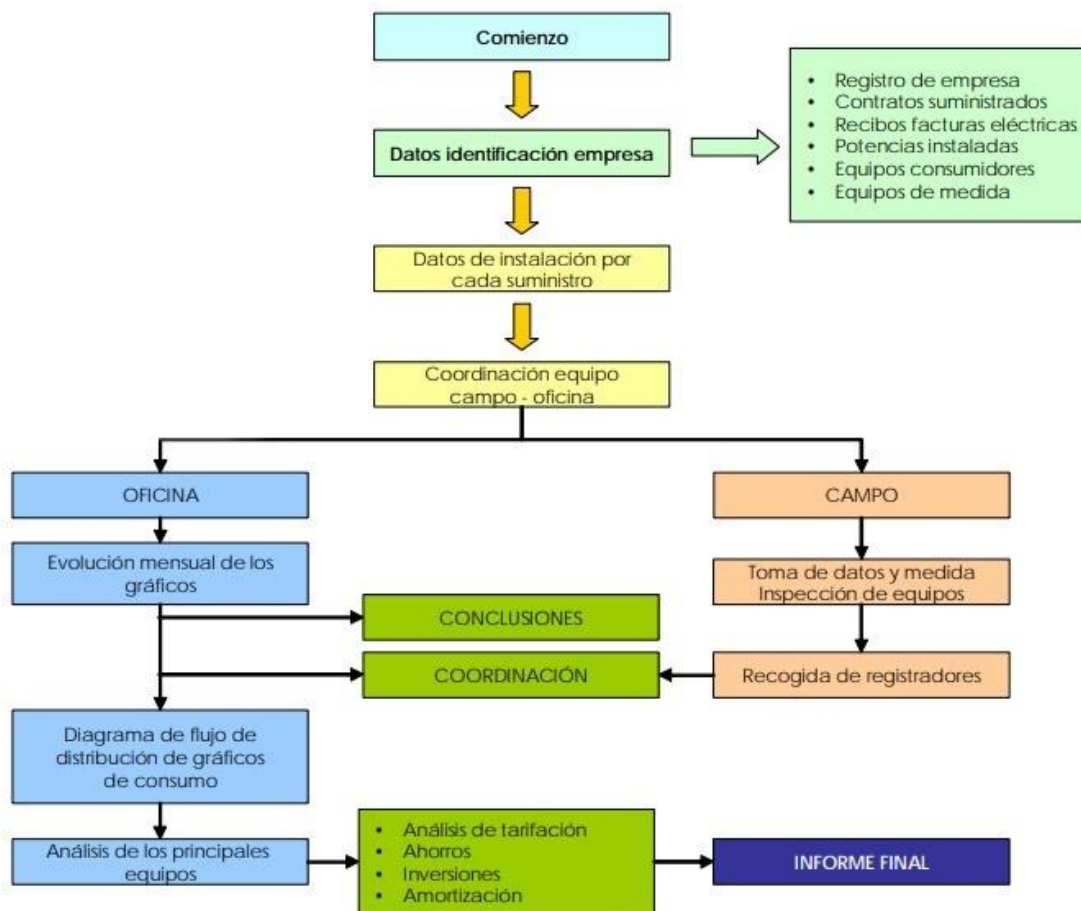 Comienzo
Datos identificación empresa
• Registro de empresa
• Contratos suministrados
• Recibos facturas eléctricas
• Potencias instaladas
• Equipos consumidores
• Equipos de medida
Datos de instalación por
cada suministro
Coordinación equipo
campo - oficina
OFICINA
CAMPO
Evolución mensual de los
gráficos
Toma de datos y medida
Inspección de equipos
CONCLUSIONES
COORDINACIÓN
Recogida de registradores
Diagrama de flujo de
distribución de gráficos
de consumo
Análisis de los principales
equipos
• Análisis de tarifación
• Ahorros
• Inversiones
• Amortización
INFORME FINAL